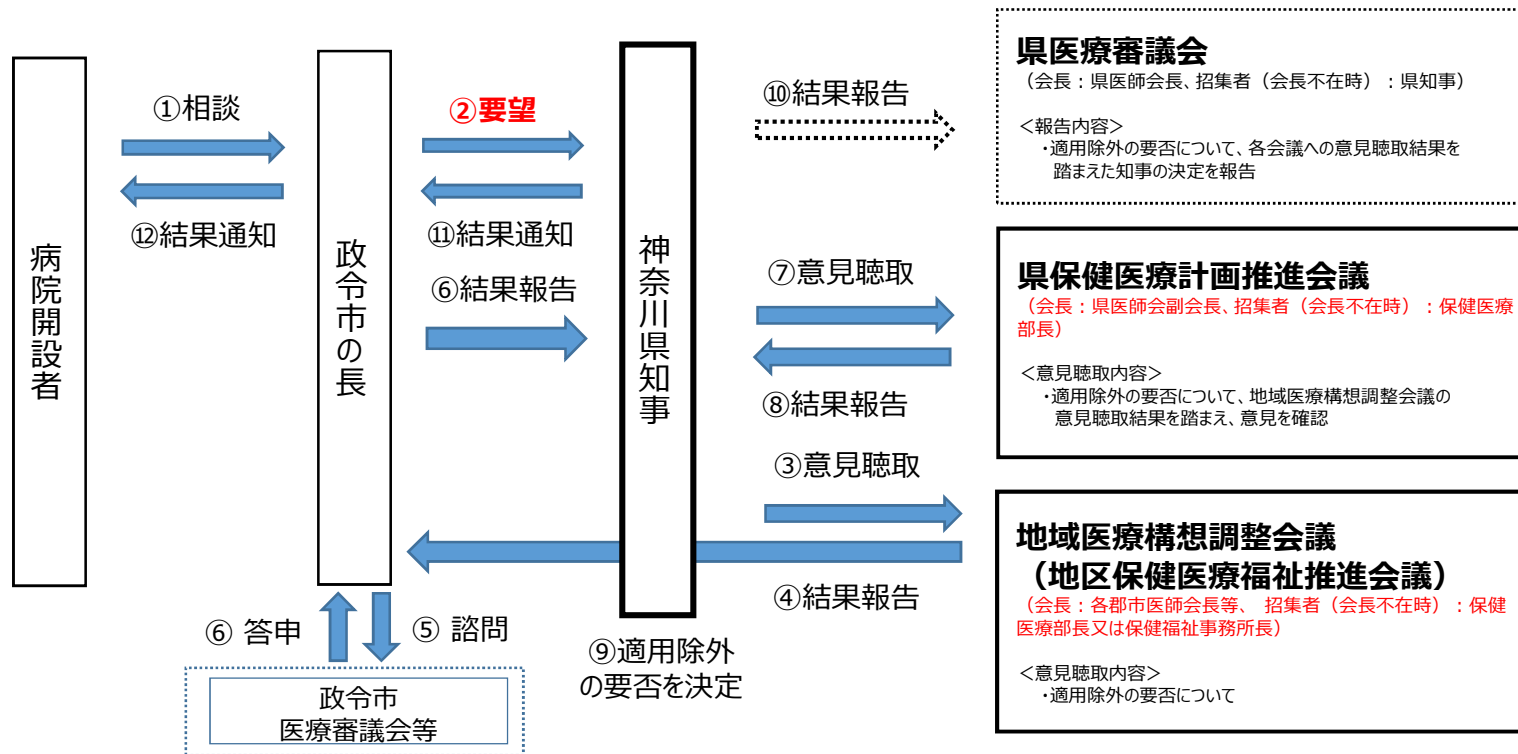 病院開設者
①相談
⑫結果通知
政令市の長
②要望
⑪結果通知
⑥結果報告
⑥ 答申
⑤ 諮問
政令市
医療審議会等
神奈川県知事
⑨適用除外
の要否を決定
⑩結果報告
⑦意見聴取
⑧結果報告
③意見聴取
④結果報告
県医療審議会
（会長：県医師会長、招集者（会長不在時）：県知事）
＜報告内容＞
・適用除外の要否について、各会議への意見聴取結果を
踏まえた知事の決定を報告
県保健医療計画推進会議
（会長：県医師会副会長、招集者（会長不在時）：保健医療
部長）
＜意見聴取内容＞
・適用除外の要否について、地域医療構想調整会議の
意見聴取結果を踏まえ、意見を確認
地域医療構想調整会議
（地区保健医療福祉推進会議）
（会長：各郡市医師会長等、 招集者（会長不在時）：保健
医療部長又は保健福祉事務所長）
＜意見聴取内容＞
・適用除外の要否について